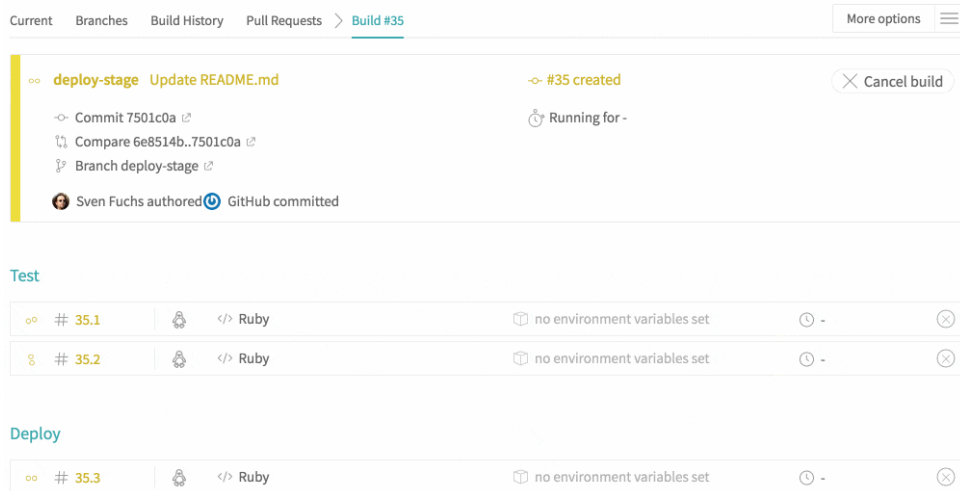 Current Branches Build History Pull Requests Build #35 More options
deploy-stage Update README.md #35 created Cancel build
Commit 7501c0a Running for -
Compare 6e8514b..7501c0a
Branch deploy-stage
Sven Fuchs authored GitHub committed
Test
# 35.1 </> Ruby no environment variables set -
# 35.2 </> Ruby no environment variables set -
Deploy
# 35.3 </> Ruby no environment variables set -